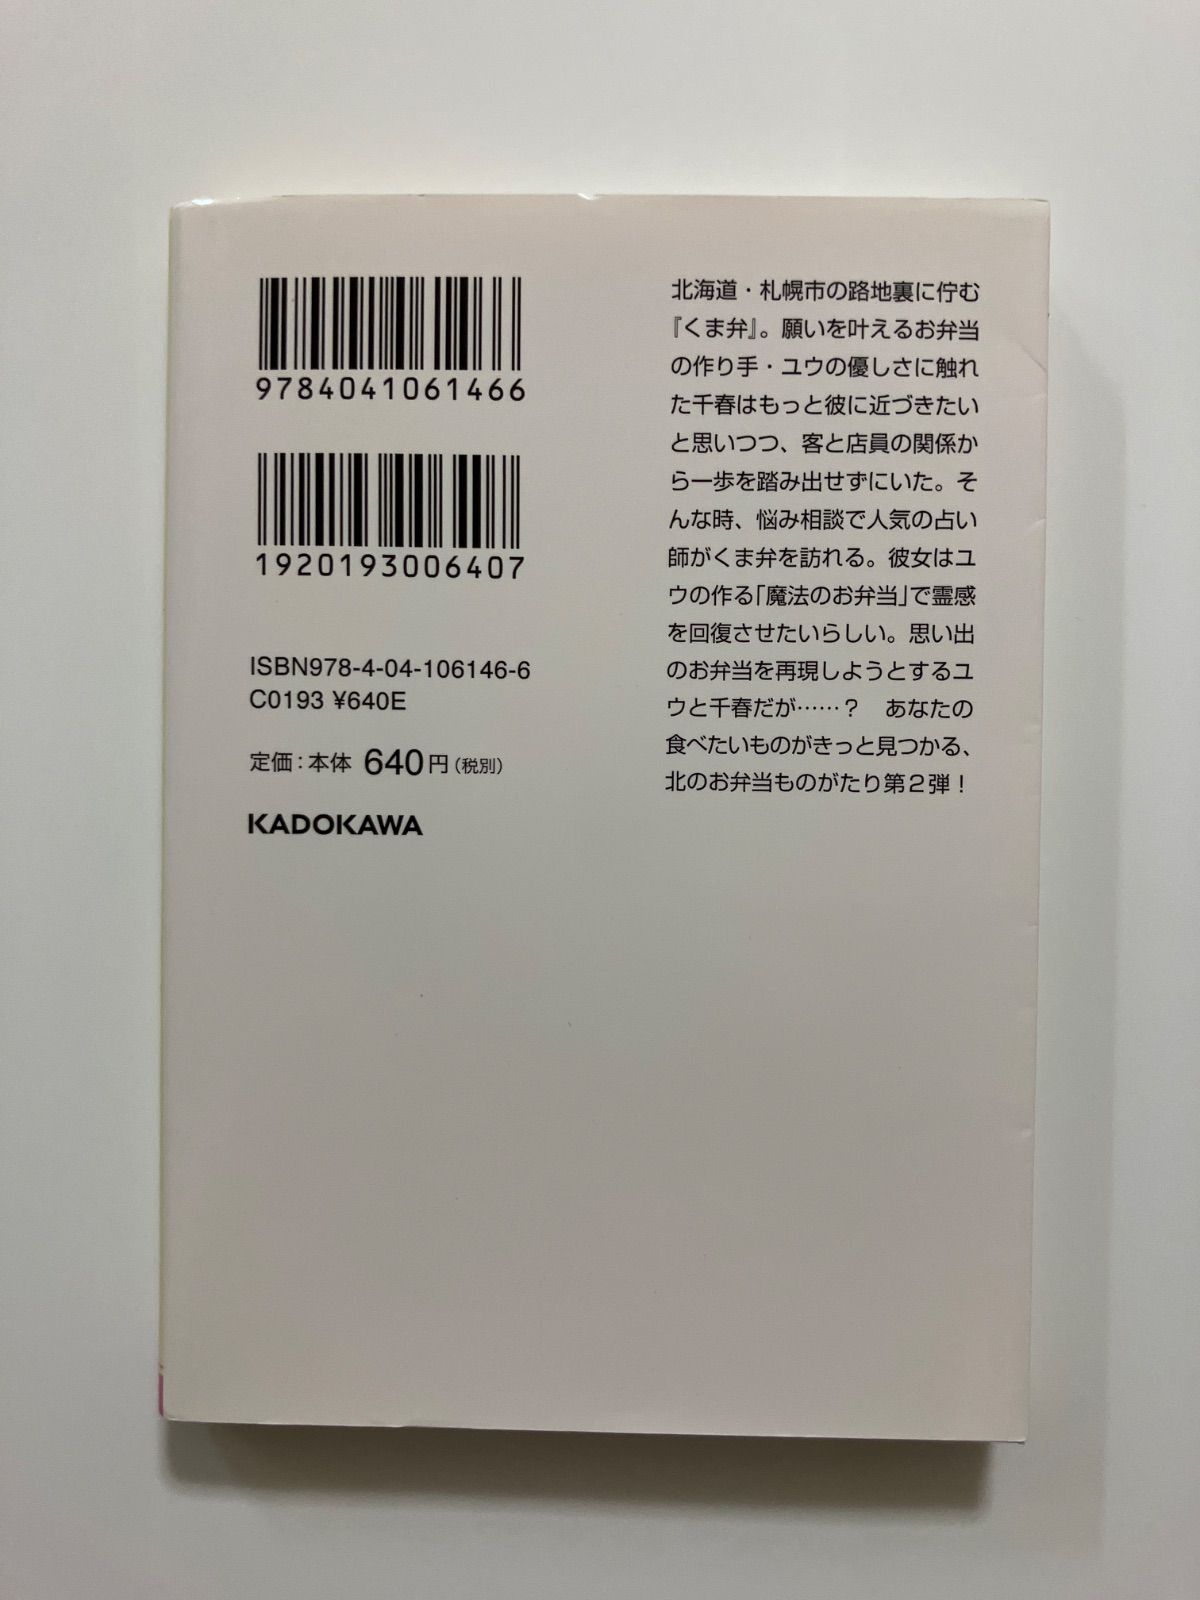 9784041061466
1920193006407
ISBN978-4-04-106146-6
C0193 ¥640E
定価：本体 640円（税別）
KADOKAWA
北海道・札幌市の路地裏に佇む
『くま弁』。願いを叶えるお弁当
の作り手・ユウの優しさに触れ
た千春はもっと彼に近づきたい
と思いつつ、客と店員の関係か
ら一歩を踏み出せずにいた。そ
んな時、悩み相談で人気の占い
師がくま弁を訪れる。彼女はユ
ウの作る「魔法のお弁当」で霊感
を回復させたいらしい。思い出
のお弁当を再現しようとするユ
ウと千春だが……？　あなたの
食べたいものがきっと見つかる、
北のお弁当ものがたり第２弾！